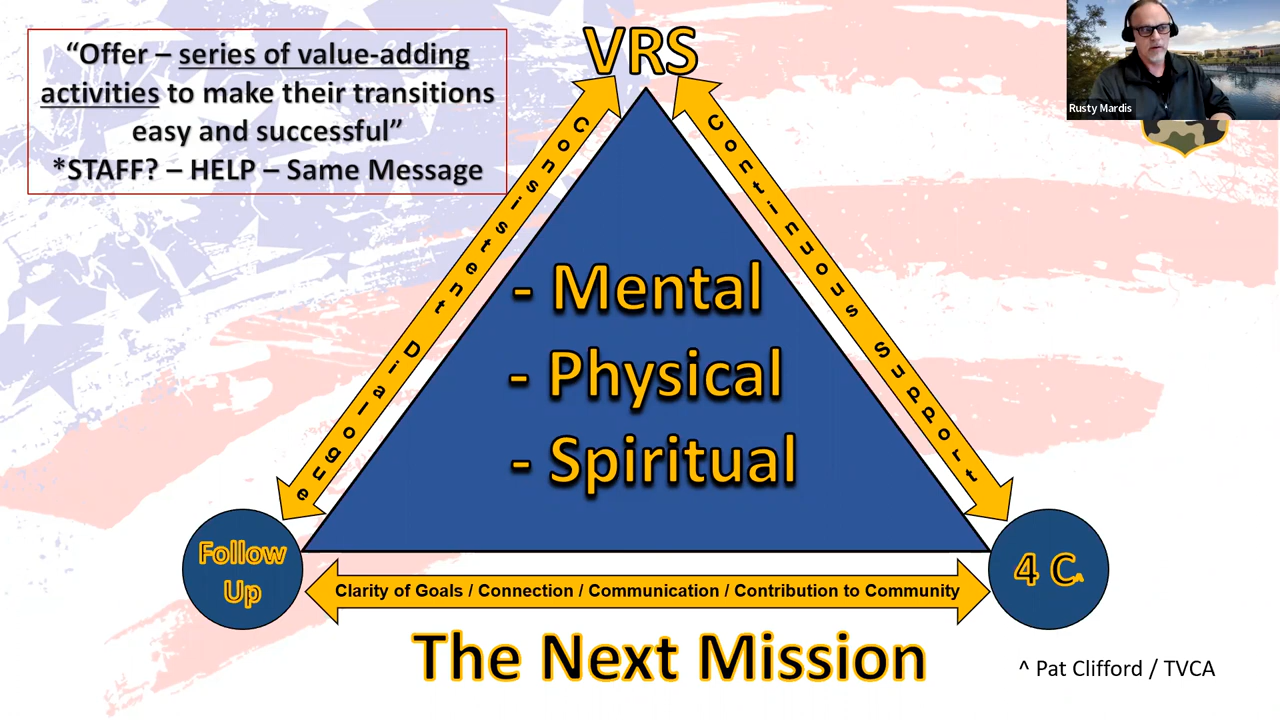 “Offer – series of value-adding
activities to make their transitions
easy and successful”
*STAFF? – HELP – Same Message
VRS
Rusty Mardis
Consistent Dialogue
Continuous Support
- Mental
- Physical
- Spiritual
Follow
Up
4 C^
Clarity of Goals / Connection / Communication / Contribution to Community
The Next Mission
^ Pat Clifford / TVCA